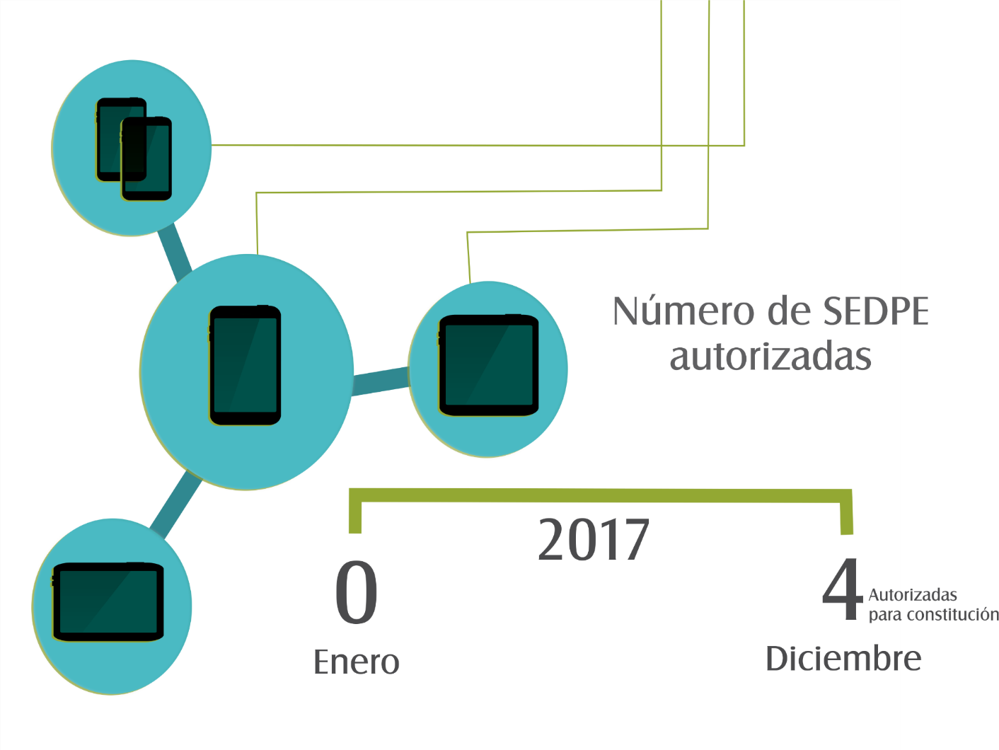 Número de SEDPE
autorizadas
2017
0
Enero
4
Autorizadas
para constitución
Diciembre